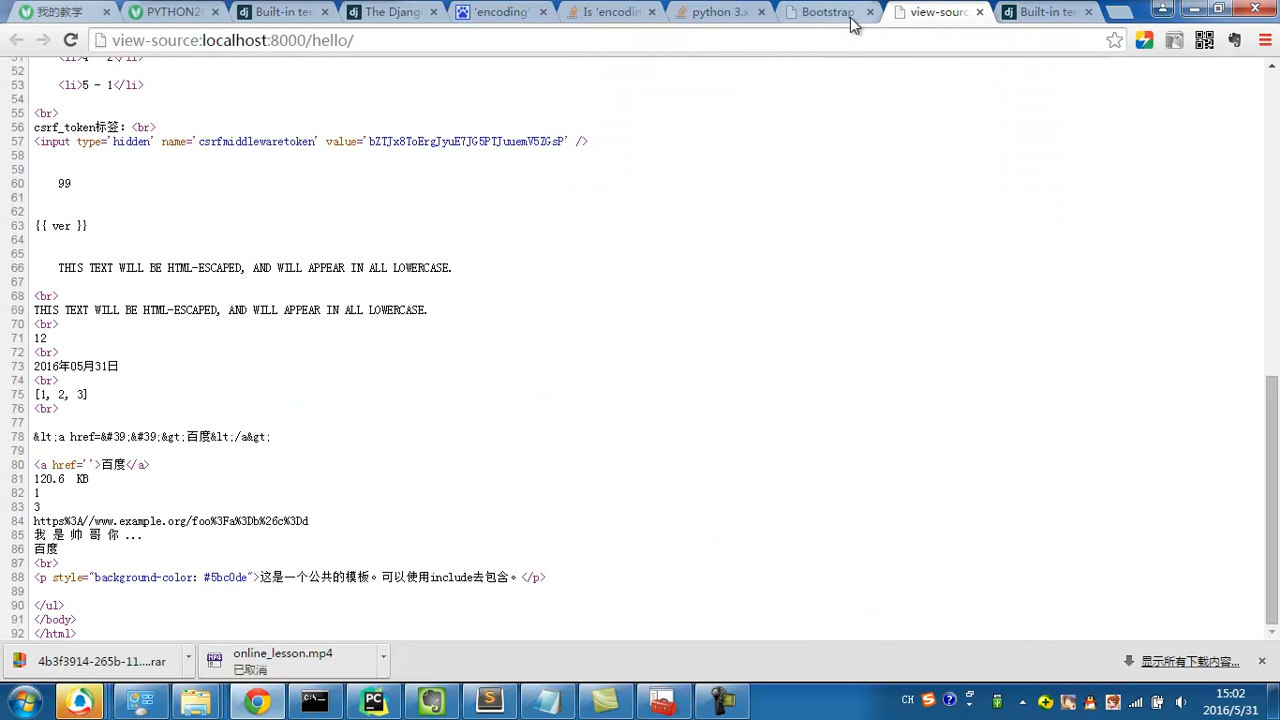 我的教学
PYTHON2
Built-in ter
The Djang
'encoding'
Is 'encodin
python 3.x
Bootstrap
view-sourc
Built-in tem
view-source:localhost:8000/hello/
51 <li>4 - 2</li>
52
53 <li>5 - 1</li>
54
55 <br>
56 csrf_token标签：<br>
57 <input type='hidden' name='csrfmiddlewaretoken' value='bZTJx8ToErgJyuE7JG5PTJuuemV5ZGsP' />
58
59
60 99
61
62
63 {{ ver }}
64
65
66 THIS TEXT WILL BE HTML-ESCAPED, AND WILL APPEAR IN ALL LOWERCASE.
67
68 <br>
69 THIS TEXT WILL BE HTML-ESCAPED, AND WILL APPEAR IN ALL LOWERCASE.
70 <br>
71 12
72 <br>
73 2016年05月31日
74 <br>
75 [1, 2, 3]
76 <br>
77
78 &lt;a href=&#39;&#39;&gt;百度&lt;/a&gt;
79
80 <a href=''>百度</a>
81 120.6 KB
82 1
83 3
84 https%3A//www.example.org/foo%3Fa%3Db%26c%3Dd
85 我 是 帅 哥 你 ...
86 百度
87 <br>
88 <p style="background-color: #5bc0de">这是一个公共的模板。可以使用include去包含。</p>
89
90 </ul>
91 </body>
92 </html>
4b3f3914-265b-11....rar
online_lesson.mp4
已取消
显示所有下载内容...
CH
15:02
2016/5/31